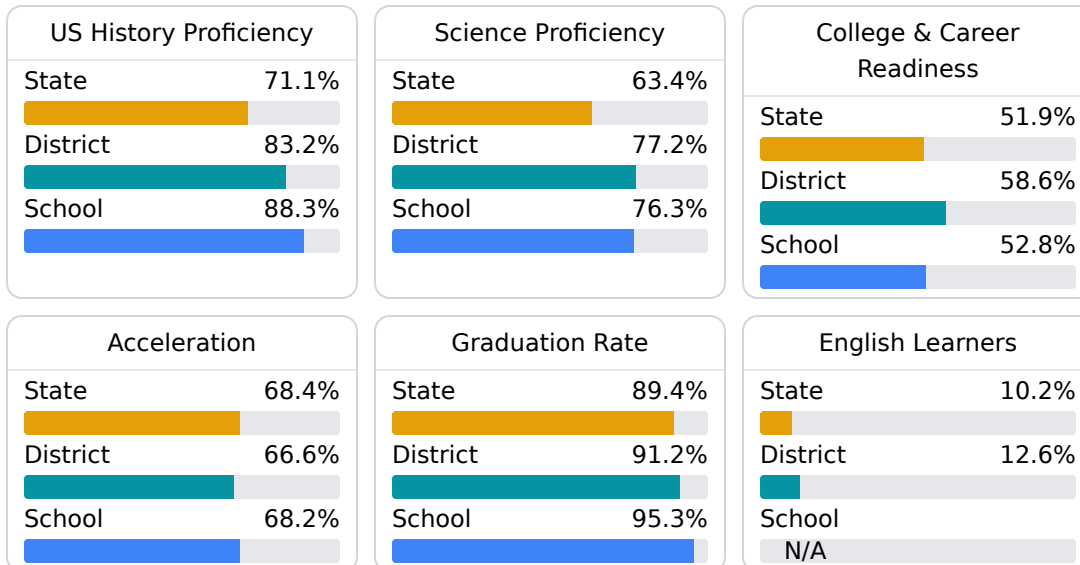 US History Proficiency
State 71.1%
District 83.2%
School 88.3%
Science Proficiency
State 63.4%
District 77.2%
School 76.3%
College & Career
Readiness
State 51.9%
District 58.6%
School 52.8%
Acceleration
State 68.4%
District 66.6%
School 68.2%
Graduation Rate
State 89.4%
District 91.2%
School 95.3%
English Learners
State 10.2%
District 12.6%
School
N/A